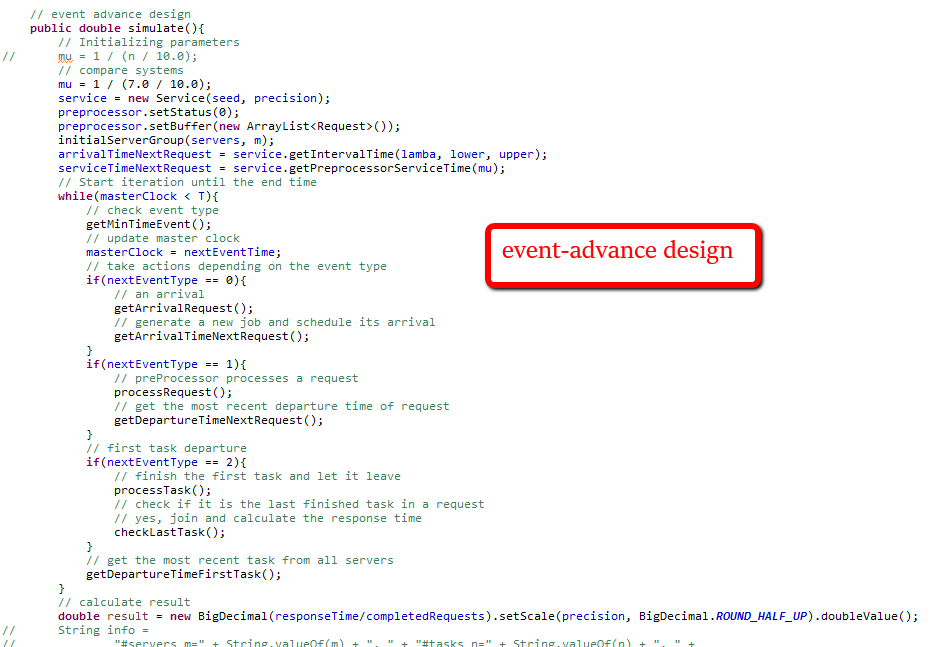 // event advance design
public double simulate(){
// Initializing parameters
// mu = 1 / (n / 10.0);
// compare systems
mu = 1 / (7.0 / 10.0);
service = new Service(seed, precision);
preprocessor.setStatus(0);
preprocessor.setBuffer(new ArrayList<Request>());
initialServerGroup(servers, m);
arrivalTimeNextRequest = service.getIntervalTime(lamba, lower, upper);
serviceTimeNextRequest = service.getPreprocessorServiceTime(mu);
// Start iteration until the end time
while(masterClock < T){
// check event type
getMinTimeEvent();
// update master clock
masterClock = nextEventTime;
// take actions depending on the event type
if(nextEventType == 0){
// an arrival
getArrivalRequest();
// generate a new job and schedule its arrival
getArrivalTimeNextRequest();
}
if(nextEventType == 1){
// preProcessor processes a request
processRequest();
// get the most recent departure time of request
getDepartureTimeNextRequest();
}
// first task departure
if(nextEventType == 2){
// finish the first task and let it leave
processTask();
// check if it is the last finished task in a request
// yes, join and calculate the response time
checkLastTask();
}
// get the most recent task from all servers
getDepartureTimeFirstTask();
}
// calculate result
double result = new BigDecimal(responseTime/completedRequests).setScale(precision, BigDecimal.ROUND_HALF_UP).doubleValue();
// String info =
// "#servers m=" + String.valueOf(m) + ", " + "#tasks n=" + String.valueOf(n) + ", " +
event-advance design